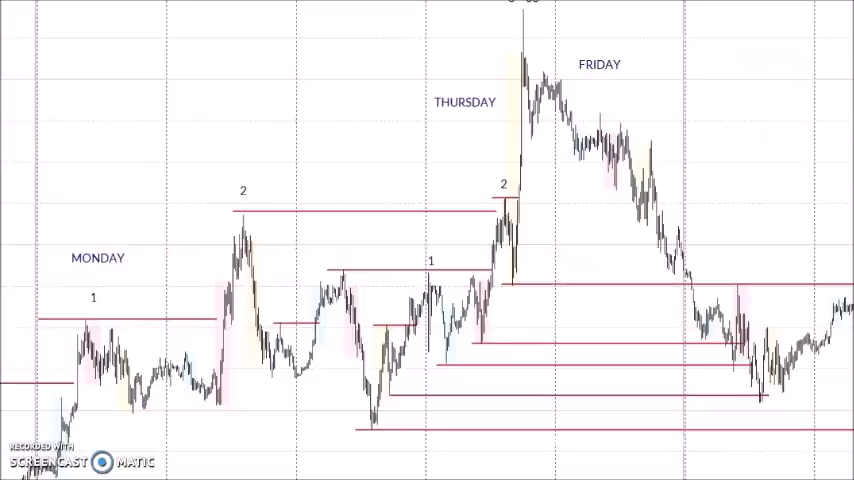 FRIDAY
THURSDAY
2
2
MONDAY
1
1
RECORDED WITH
SCREENCAST MATIC